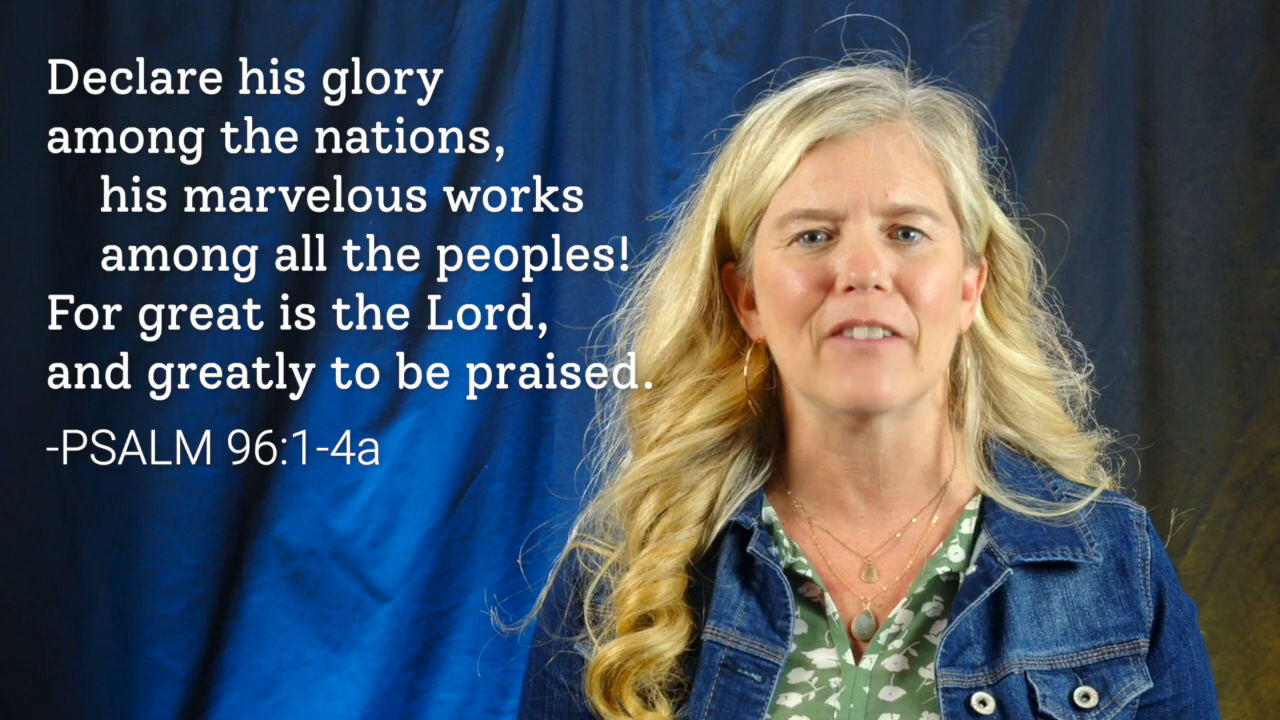 Declare his glory
among the nations,
his marvelous works
among all the peoples!
For great is the Lord,
and greatly to be praised.
-PSALM 96:1-4a